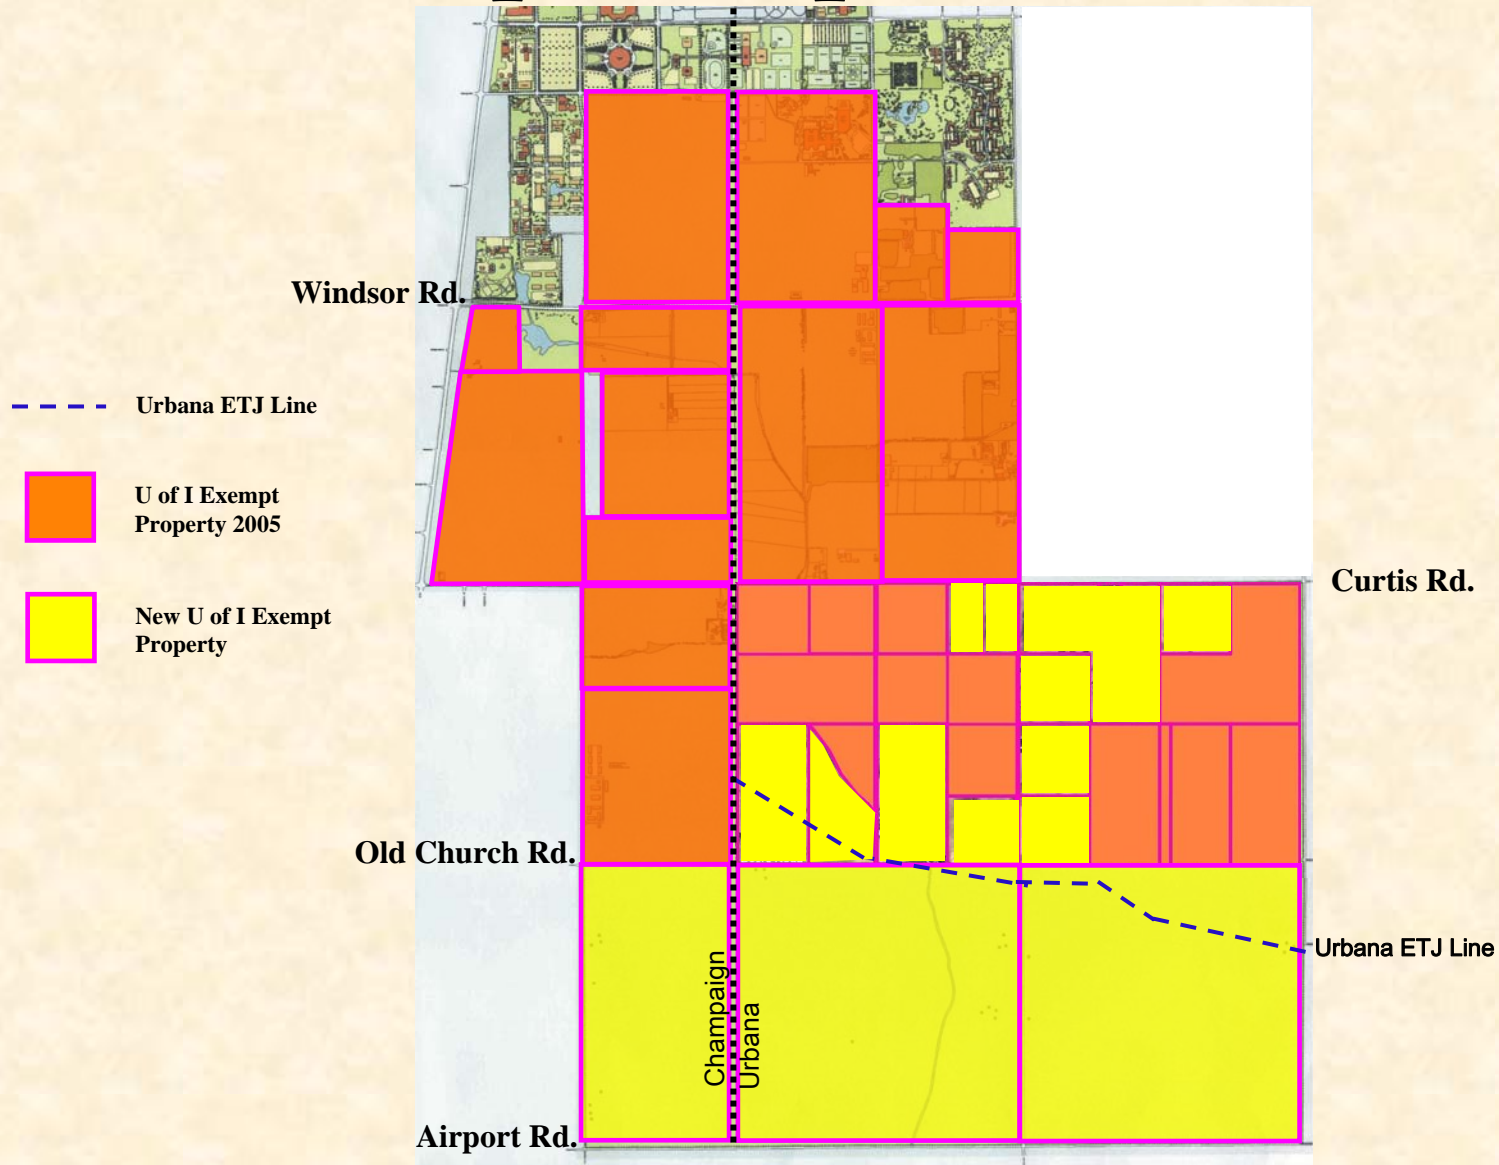 Windsor Rd.
Urbana ETJ Line
U of I Exempt
Property 2005
Curtis Rd.
New U of I Exempt
Property
Old Church Rd.
Urbana ETJ Line
Champaign
Urbana
Airport Rd.